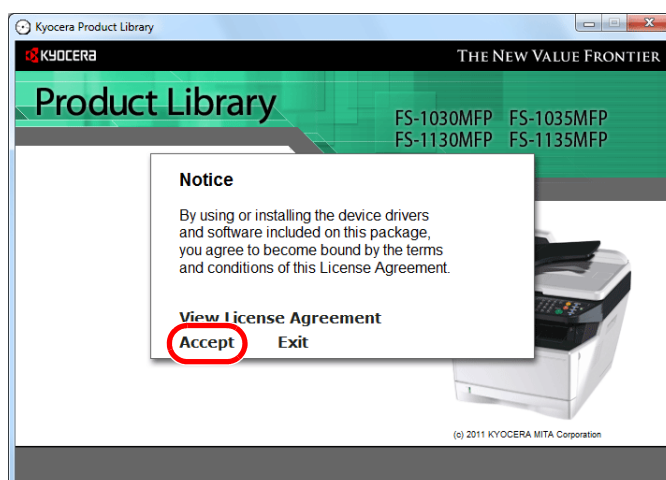 Kyocera Product Library
KYOCERA
THE NEW VALUE FRONTIER
Product Library
FS-1030MFP FS-1035MFP
FS-1130MFP FS-1135MFP
Notice
By using or installing the device drivers
and software included on this package,
you agree to become bound by the terms
and conditions of this License Agreement.
View License Agreement
Accept Exit
(c) 2011 KYOCERA MITA Corporation